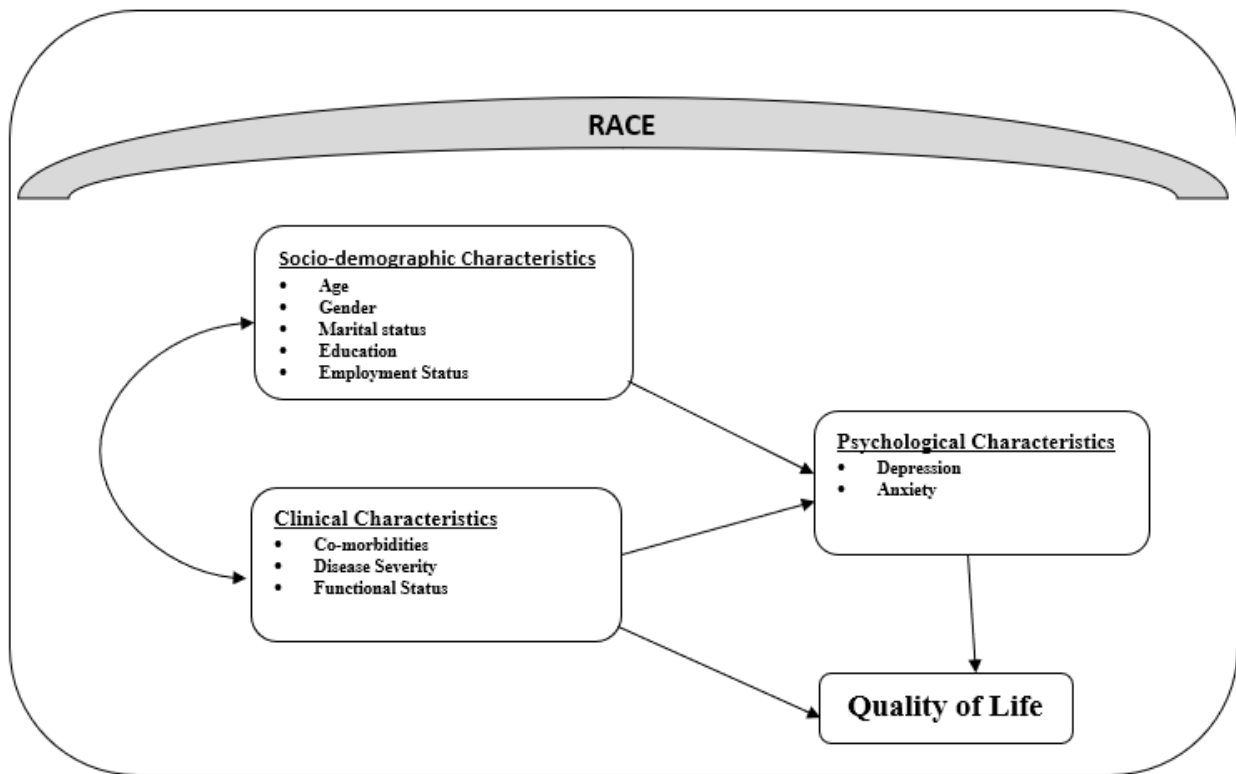 RACE
Socio-demographic Characteristics
• Age
• Gender
• Marital status
• Education
• Employment Status
Psychological Characteristics
• Depression
• Anxiety
Clinical Characteristics
• Co-morbidities
• Disease Severity
• Functional Status
Quality of Life